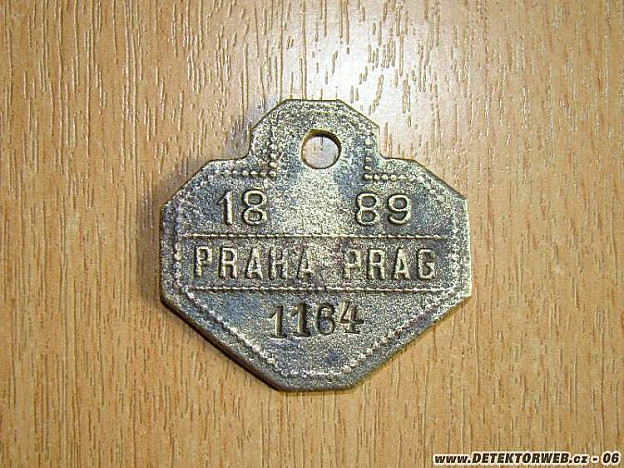 18 89
PRAHA PRAG
1164
www.DETEKTORWEB.cz - 06